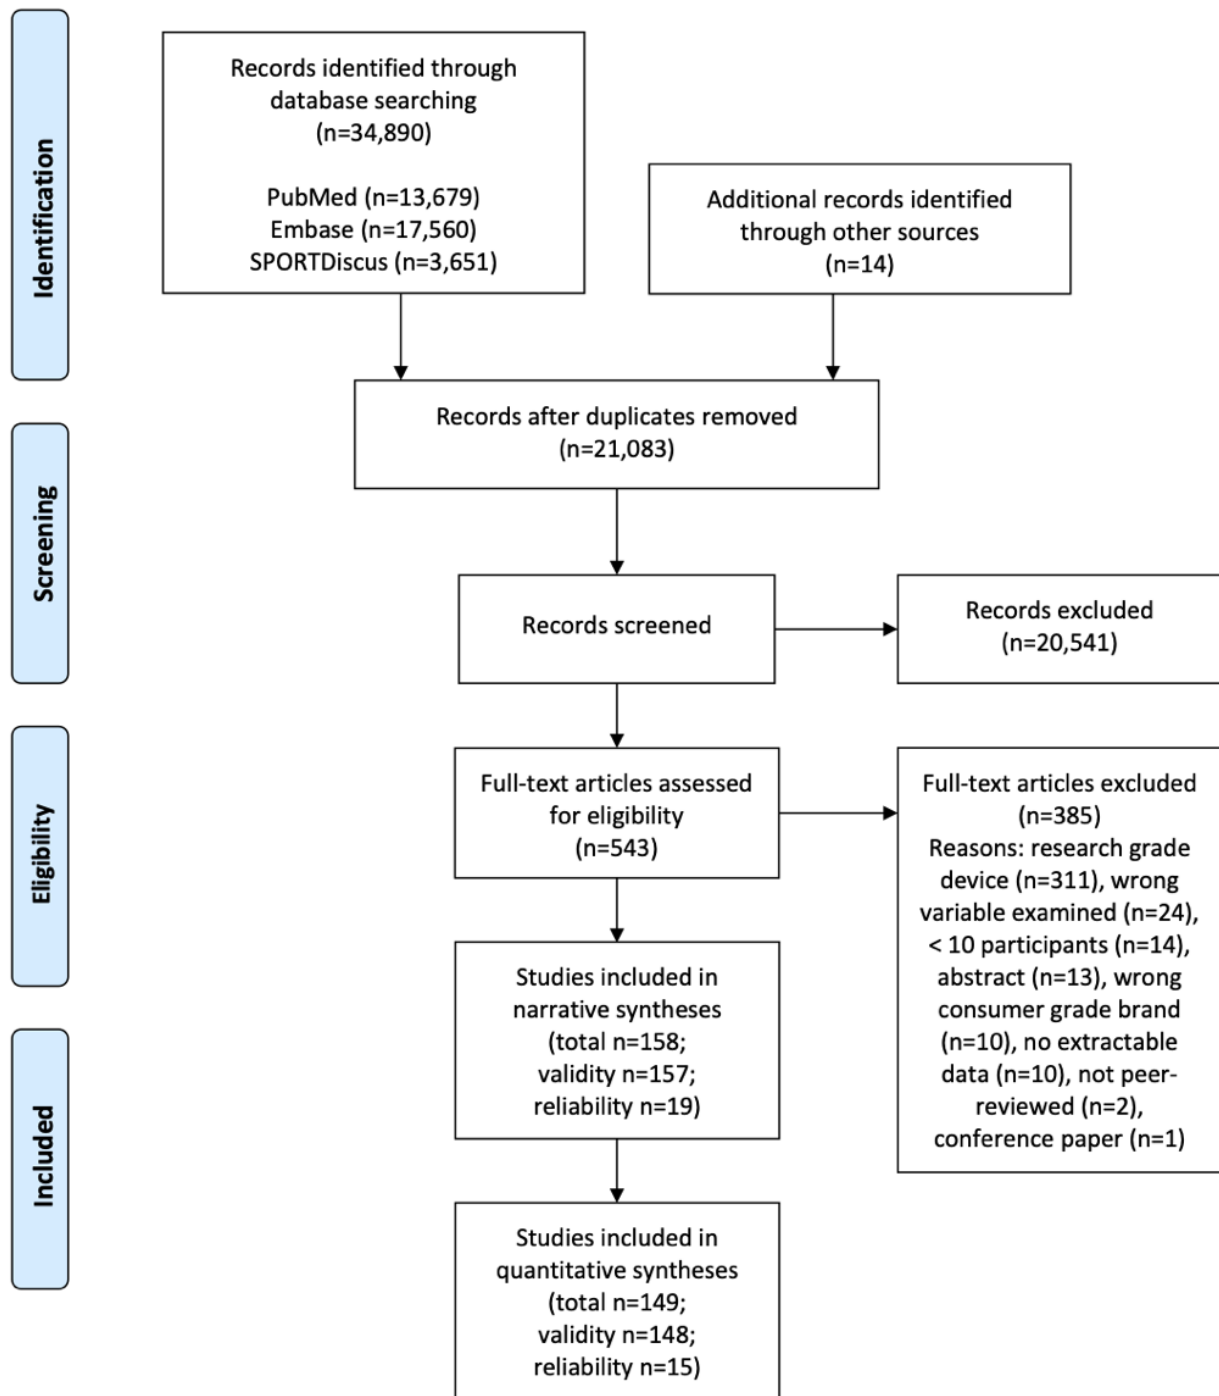 Identification
Records identified through
database searching
(n=34,890)
PubMed (n=13,679)
Embase (n=17,560)
SPORTDiscus (n=3,651)
Additional records identified
through other sources
(n=14)
Records after duplicates removed
(n=21,083)
Screening
Records screened
Records excluded
(n=20,541)
Eligibility
Full-text articles assessed
for eligibility
(n=543)
Full-text articles excluded
(n=385)
Reasons: research grade
device (n=311), wrong
variable examined (n=24),
< 10 participants (n=14),
abstract (n=13), wrong
consumer grade brand
(n=10), no extractable
data (n=10), not peer-
reviewed (n=2),
conference paper (n=1)
Studies included in
narrative syntheses
(total n=158;
validity n=157;
reliability n=19)
Included
Studies included in
quantitative syntheses
(total n=149;
validity n=148;
reliability n=15)